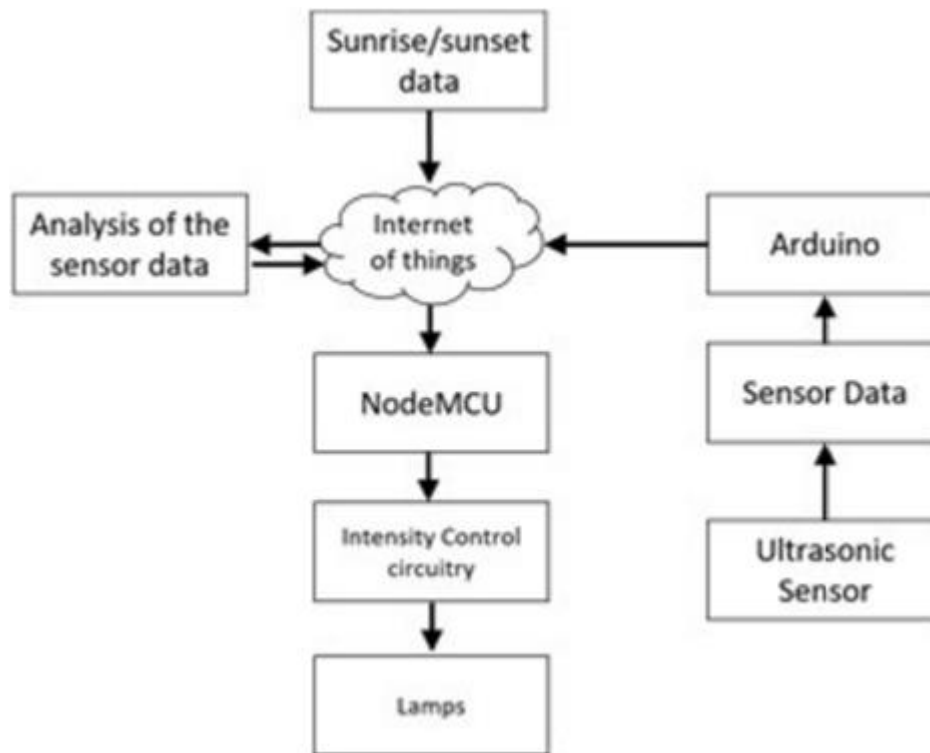 Sunrise/sunset
data
Analysis of the
sensor data
Internet
of things
Arduino
NodeMCU
Sensor Data
Intensity Control
circuitry
Ultrasonic
Sensor
Lamps